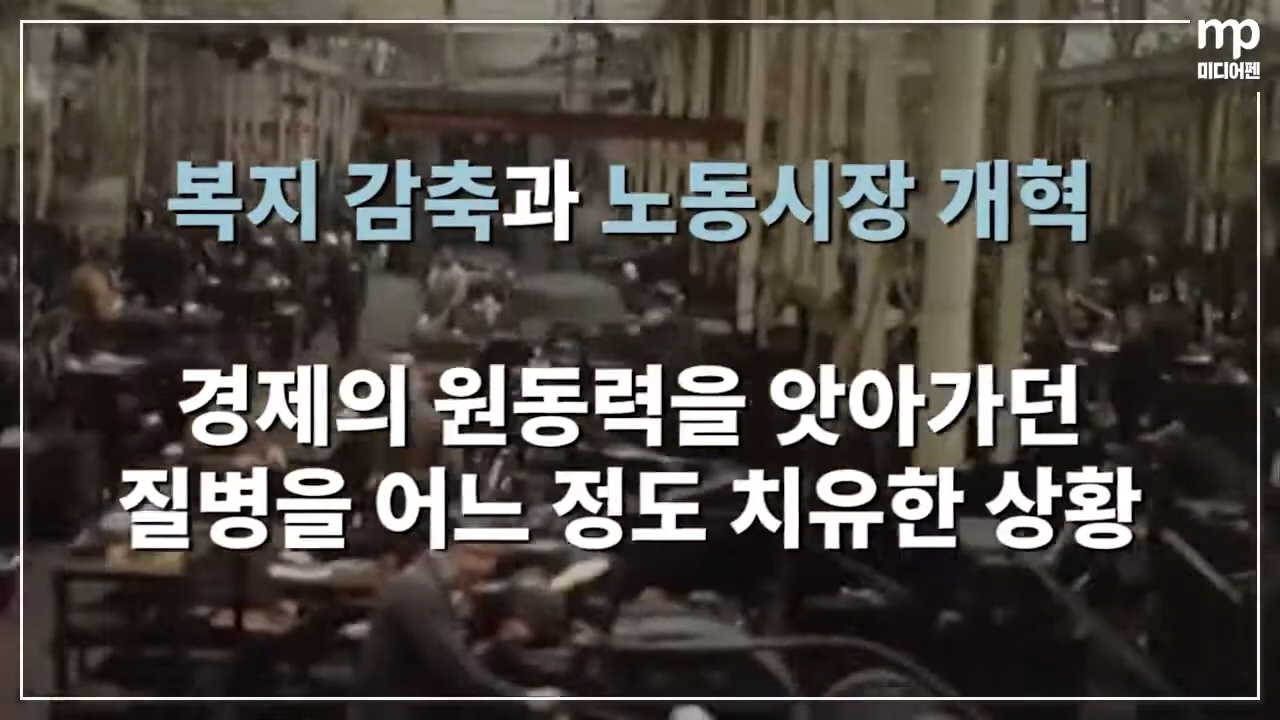 mp
미디어펜
복지 감축과 노동시장 개혁
경제의 원동력을 앗아가던
질병을 어느 정도 치유한 상황